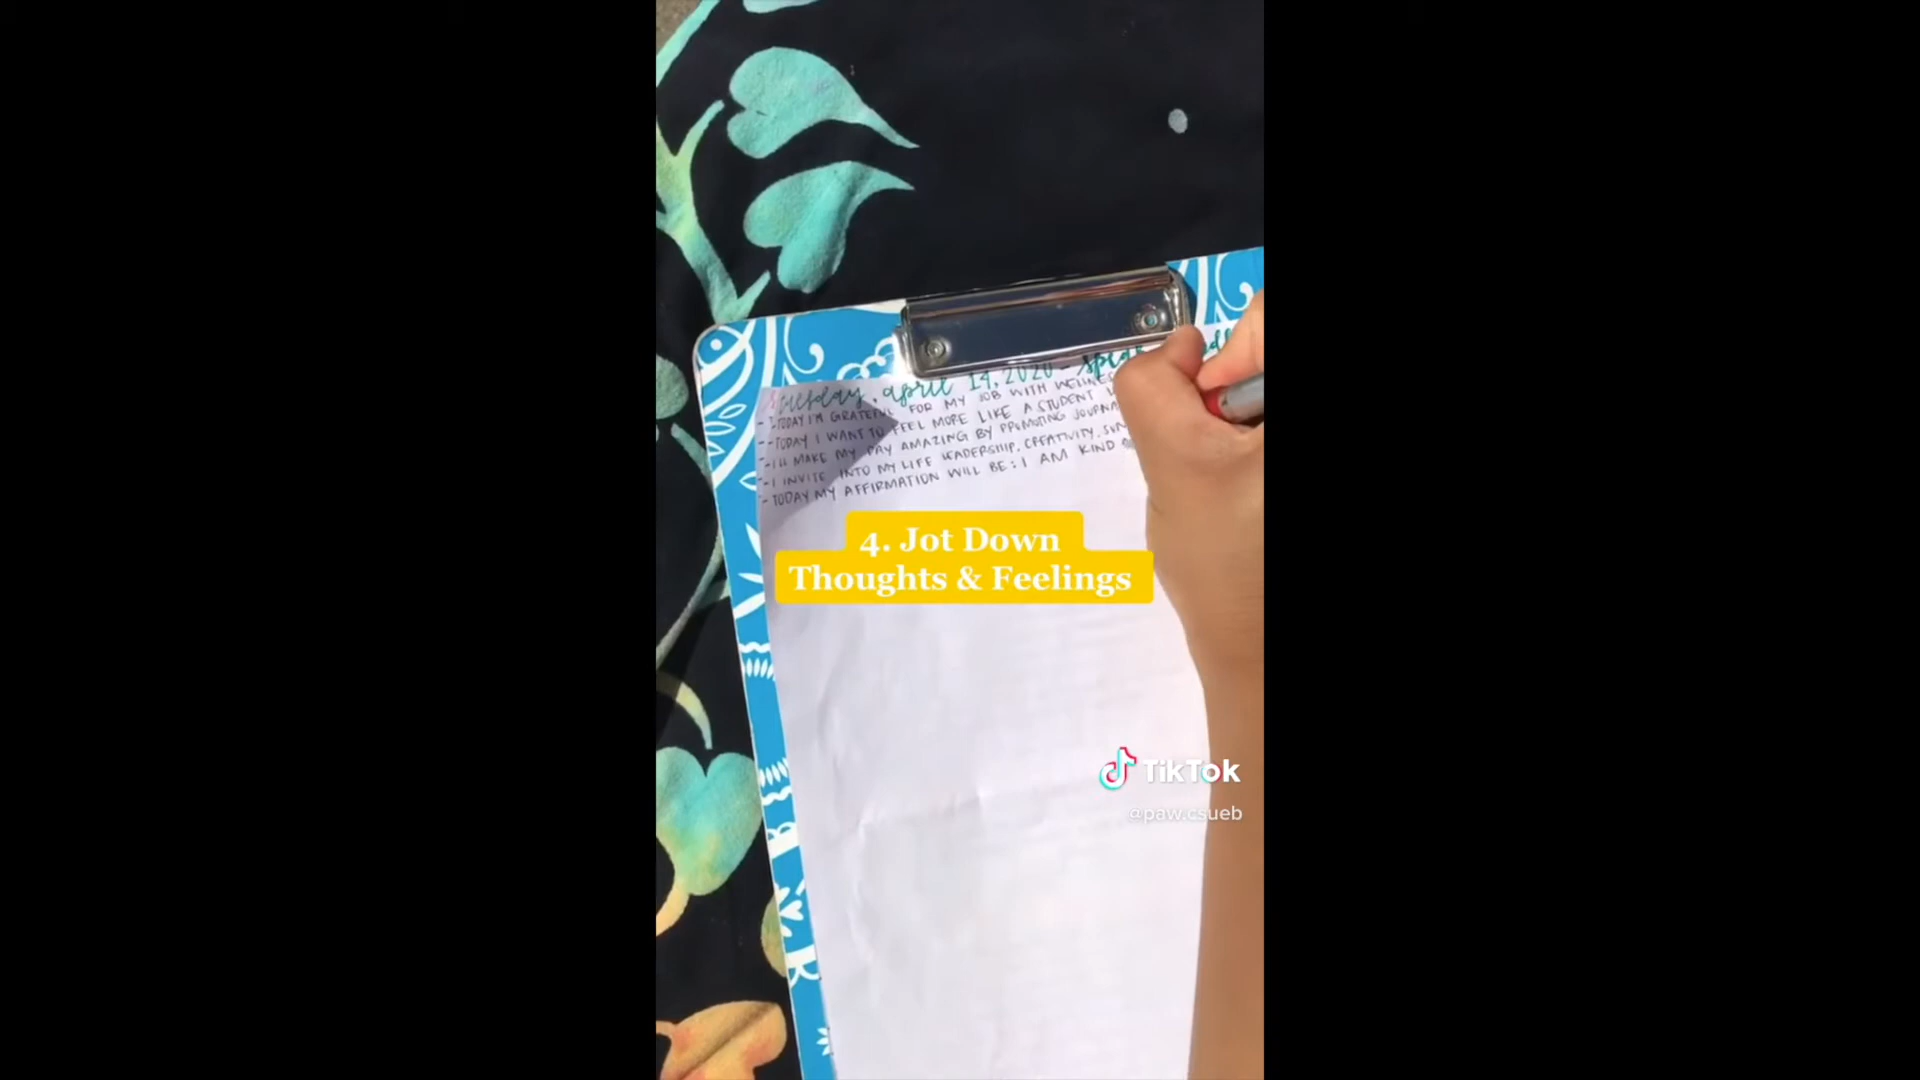 Tuesday, april 14, 2020 -
- TODAY I'M GRATEFUL FOR MY JOB WITH WELLNESS
- TODAY I WANT TO FEEL MORE LIKE A STUDENT
- I'LL MAKE MY DAY AMAZING BY PROMOTING
- I INVITE INTO MY LIFE LEADERSHIP, CREATIVITY,
- TODAY MY AFFIRMATION WILL BE: I AM KIND
4. Jot Down
Thoughts & Feelings
TikTok
@paw.csueb